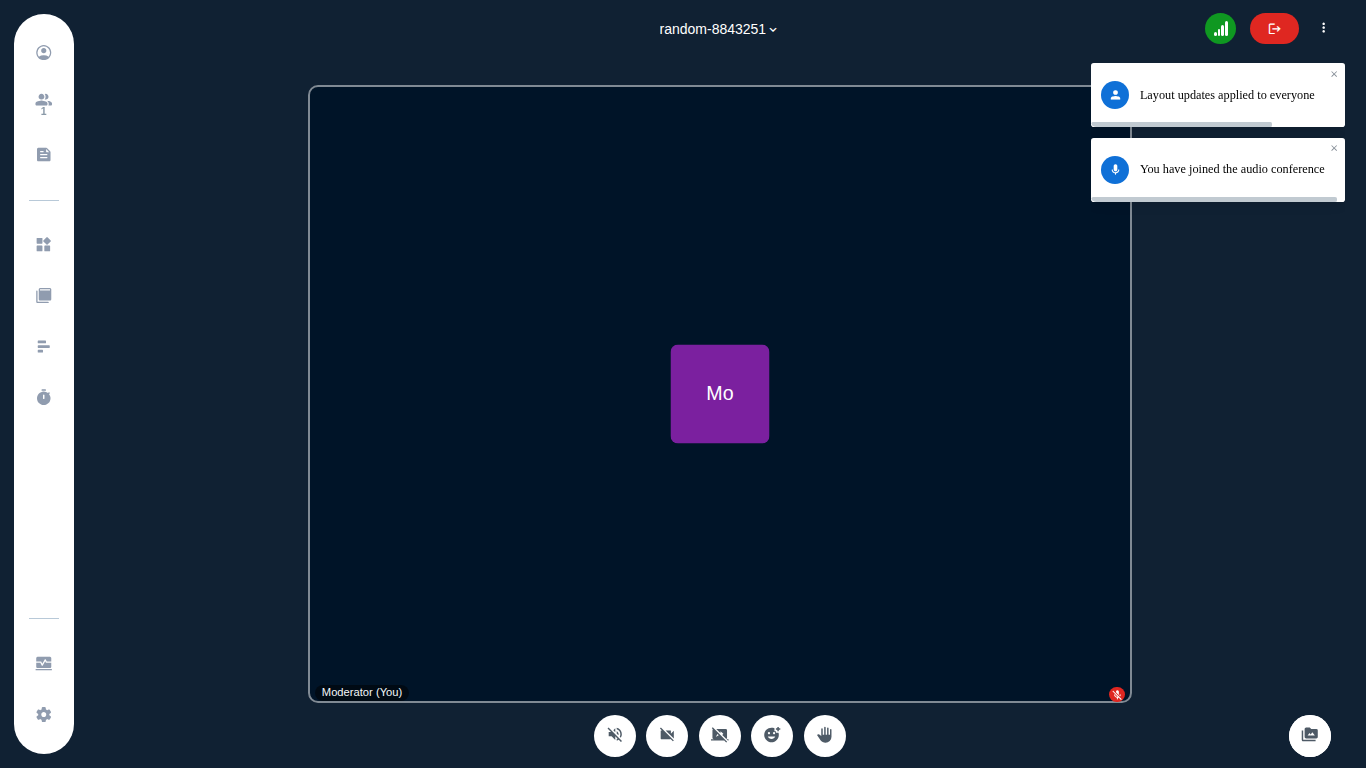 random-8843251
1
Layout updates applied to everyone
You have joined the audio conference
Mo
Moderator (You)